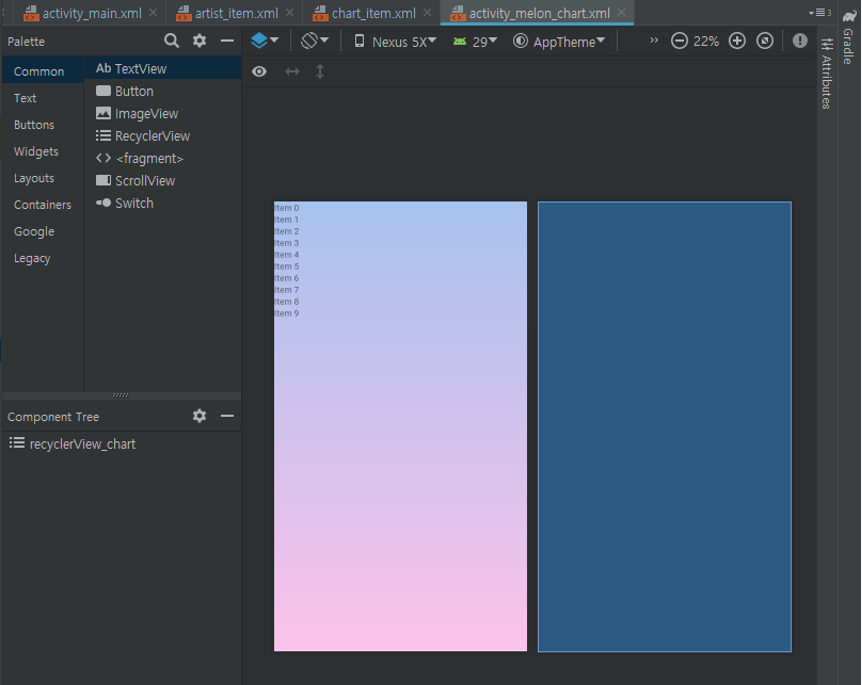 activity_main.xml
artist_item.xml
chart_item.xml
activity_melon_chart.xml
3
Palette
Nexus 5X
29
AppTheme
22%
Gradle
Attributes
Common
Text
Buttons
Widgets
Layouts
Containers
Google
Legacy
Ab TextView
Button
ImageView
RecyclerView
<fragment>
ScrollView
Switch
Item 0
Item 1
Item 2
Item 3
Item 4
Item 5
Item 6
Item 7
Item 8
Item 9
Component Tree
recyclerView_chart